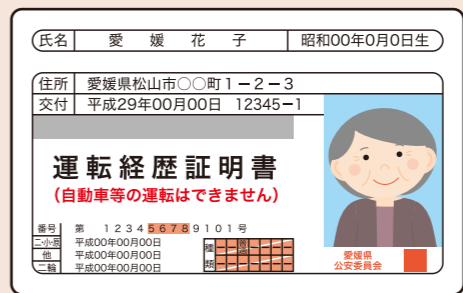 氏名 愛媛花子 昭和00年0月0日生
住所 愛媛県松山市○○町1−2−3
交付 平成29年00月00日 12345−1
運転経歴証明書
(自動車等の運転はできません)
番号 第 123456789101号
二・小・原 平成00年00月00日
他 平成00年00月00日
二種 平成00年00月00日
種類 普通
愛媛県
公安委員会